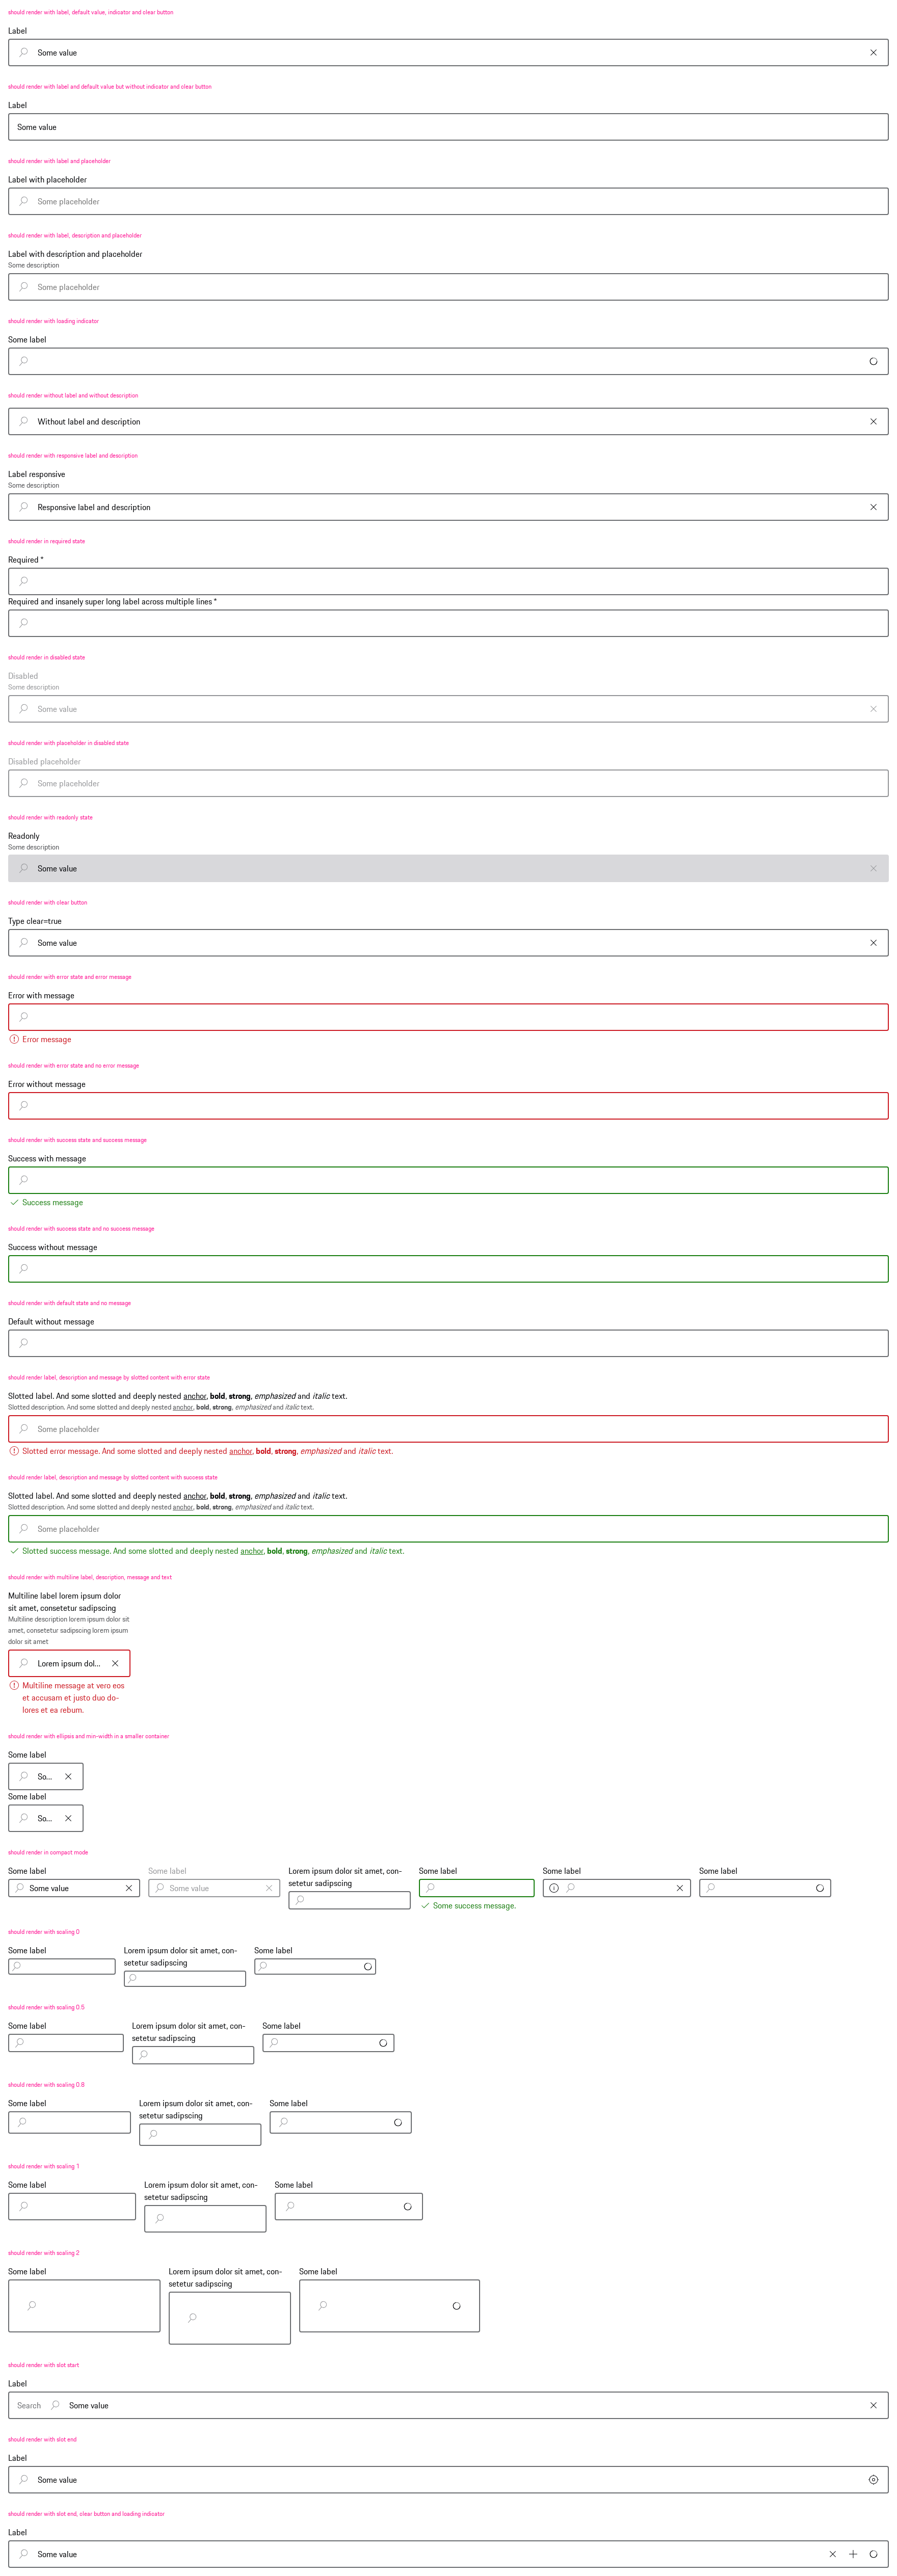 should render with label, default value, indicator and clear button
Label
Some value
should render with label and default value but without indicator and clear button
Label
Some value
should render with label and placeholder
Label with placeholder
Some placeholder
should render with label, description and placeholder
Label with description and placeholder
Some description
Some placeholder
should render with loading indicator
Some label
should render without label and without description
Without label and description
should render with responsive label and description
Label responsive
Some description
Responsive label and description
should render in required state
Required *
Required and insanely super long label across multiple lines *
should render in disabled state
Disabled
Some description
Some value
should render with placeholder in disabled state
Disabled placeholder
Some placeholder
should render with readonly state
Readonly
Some description
Some value
should render with clear button
Type clear=true
Some value
should render with error state and error message
Error with message
Error message
should render with error state and no error message
Error without message
should render with success state and success message
Success with message
Success message
should render with success state and no success message
Success without message
should render with default state and no message
Default without message
should render label, description and message by slotted content with error state
Slotted label. And some slotted and deeply nested anchor, bold, strong, emphasized and italic text.
Slotted description. And some slotted and deeply nested anchor, bold, strong, emphasized and italic text.
Some placeholder
Slotted error message. And some slotted and deeply nested anchor, bold, strong, emphasized and italic text.
should render label, description and message by slotted content with success state
Slotted label. And some slotted and deeply nested anchor, bold, strong, emphasized and italic text.
Slotted description. And some slotted and deeply nested anchor, bold, strong, emphasized and italic text.
Some placeholder
Slotted success message. And some slotted and deeply nested anchor, bold, strong, emphasized and italic text.
should render with multiline label, description, message and text
Multiline label lorem ipsum dolor
sit amet, consetetur sadipscing
Multiline description lorem ipsum dolor sit
amet, consetetur sadipscing lorem ipsum
dolor sit amet
Lorem ipsum dol...
Multiline message at vero eos
et accusam et justo duo do-
lores et ea rebum.
should render with ellipsis and min-width in a smaller container
Some label
So...
Some label
So...
should render in compact mode
Some label
Some value
Some label
Some value
Lorem ipsum dolor sit amet, con-
setetur sadipscing
Some label
Some success message.
Some label
Some label
should render with scaling 0
Some label
Lorem ipsum dolor sit amet, con-
setetur sadipscing
Some label
should render with scaling 0.5
Some label
Lorem ipsum dolor sit amet, con-
setetur sadipscing
Some label
should render with scaling 0.8
Some label
Lorem ipsum dolor sit amet, con-
setetur sadipscing
Some label
should render with scaling 1
Some label
Lorem ipsum dolor sit amet, con-
setetur sadipscing
Some label
should render with scaling 2
Some label
Lorem ipsum dolor sit amet, con-
setetur sadipscing
Some label
should render with slot start
Label
Search
Some value
should render with slot end
Label
Some value
should render with slot end, clear button and loading indicator
Label
Some value